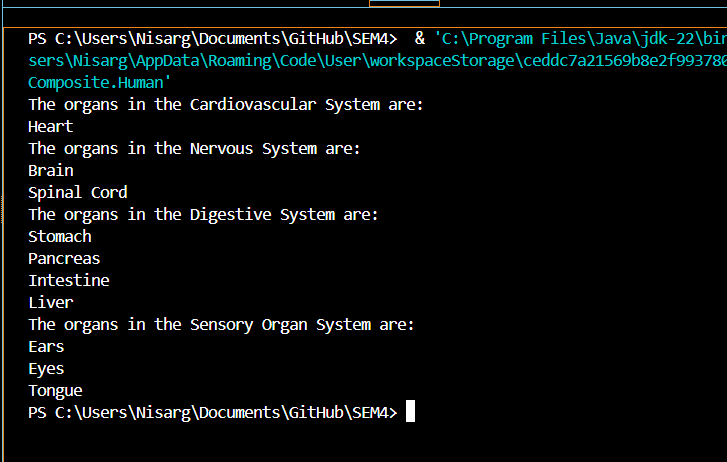 PS C:\Users\Nisarg\Documents\GitHub\SEM4>  & 'C:\Program Files\Java\jdk-22\bin
sers\Nisarg\AppData\Roaming\Code\User\workspaceStorage\ceddc7a21569b8e2f993780
Composite.Human'
The organs in the Cardiovascular System are:
Heart
The organs in the Nervous System are:
Brain
Spinal Cord
The organs in the Digestive System are:
Stomach
Pancreas
Intestine
Liver
The organs in the Sensory Organ System are:
Ears
Eyes
Tongue
PS C:\Users\Nisarg\Documents\GitHub\SEM4>